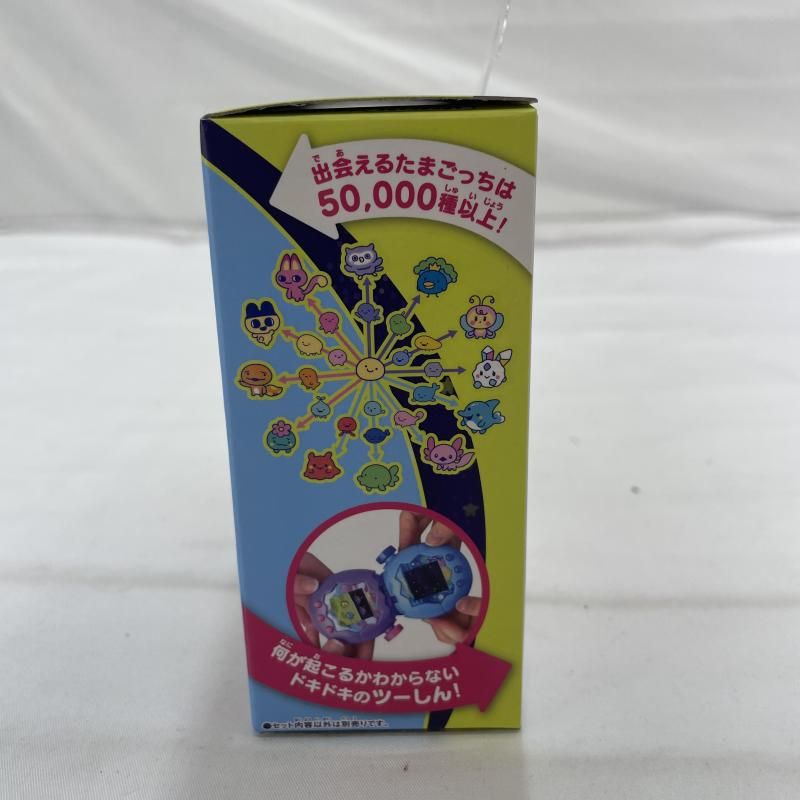 出会えるたまごっちは
50,000種以上!
何が起こるかわからない
ドキドキのツーしん!
●セット内容以外は別売りです。